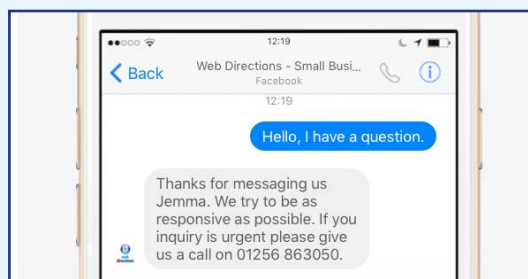 12:19
Back
Web Directions - Small Busi...
Facebook
12:19
Hello, I have a question.
Thanks for messaging us
Jemma. We try to be as
responsive as possible. If you
inquiry is urgent please give
us a call on 01256 863050.